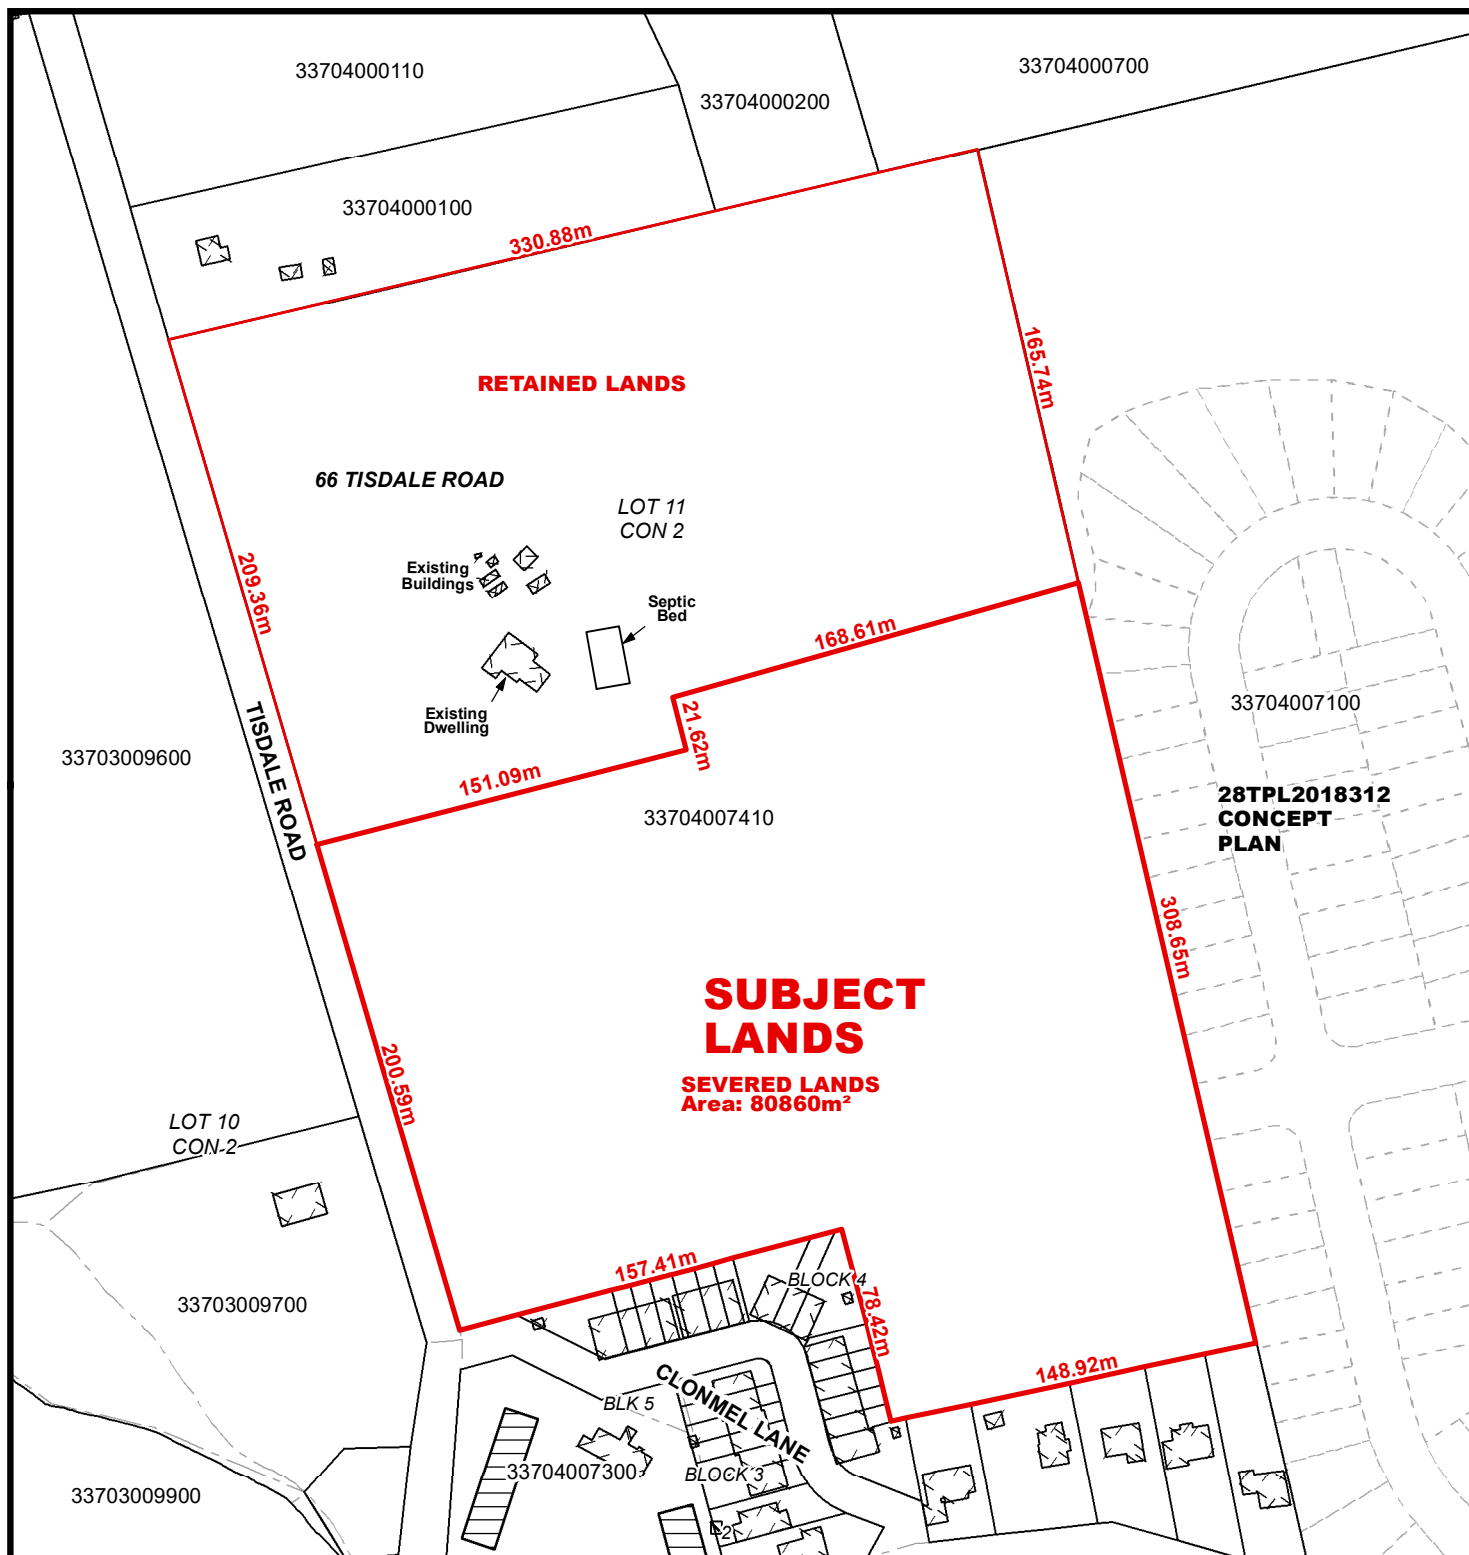 33704000110
33704000700
33704000200
33704000100
330.88m
165.74m
RETAINED LANDS
66 TISDALE ROAD
LOT 11
CON 2
209.36m
Existing
Buildings
Septic
Bed
168.61m
Existing
Dwelling
21.62m
151.09m
TISDALE ROAD
33703009600
33704007410
33704007100
28TPL2018312
CONCEPT
PLAN
308.65m
SUBJECT
LANDS
SEVERED LANDS
Area: 80860m²
200.59m
LOT 10
CON 2
157.41m
BLOCK 4
78.42m
33703009700
148.92m
CLONMEL LANE
BLK 5
33704007300
BLOCK 3
33703009900
2